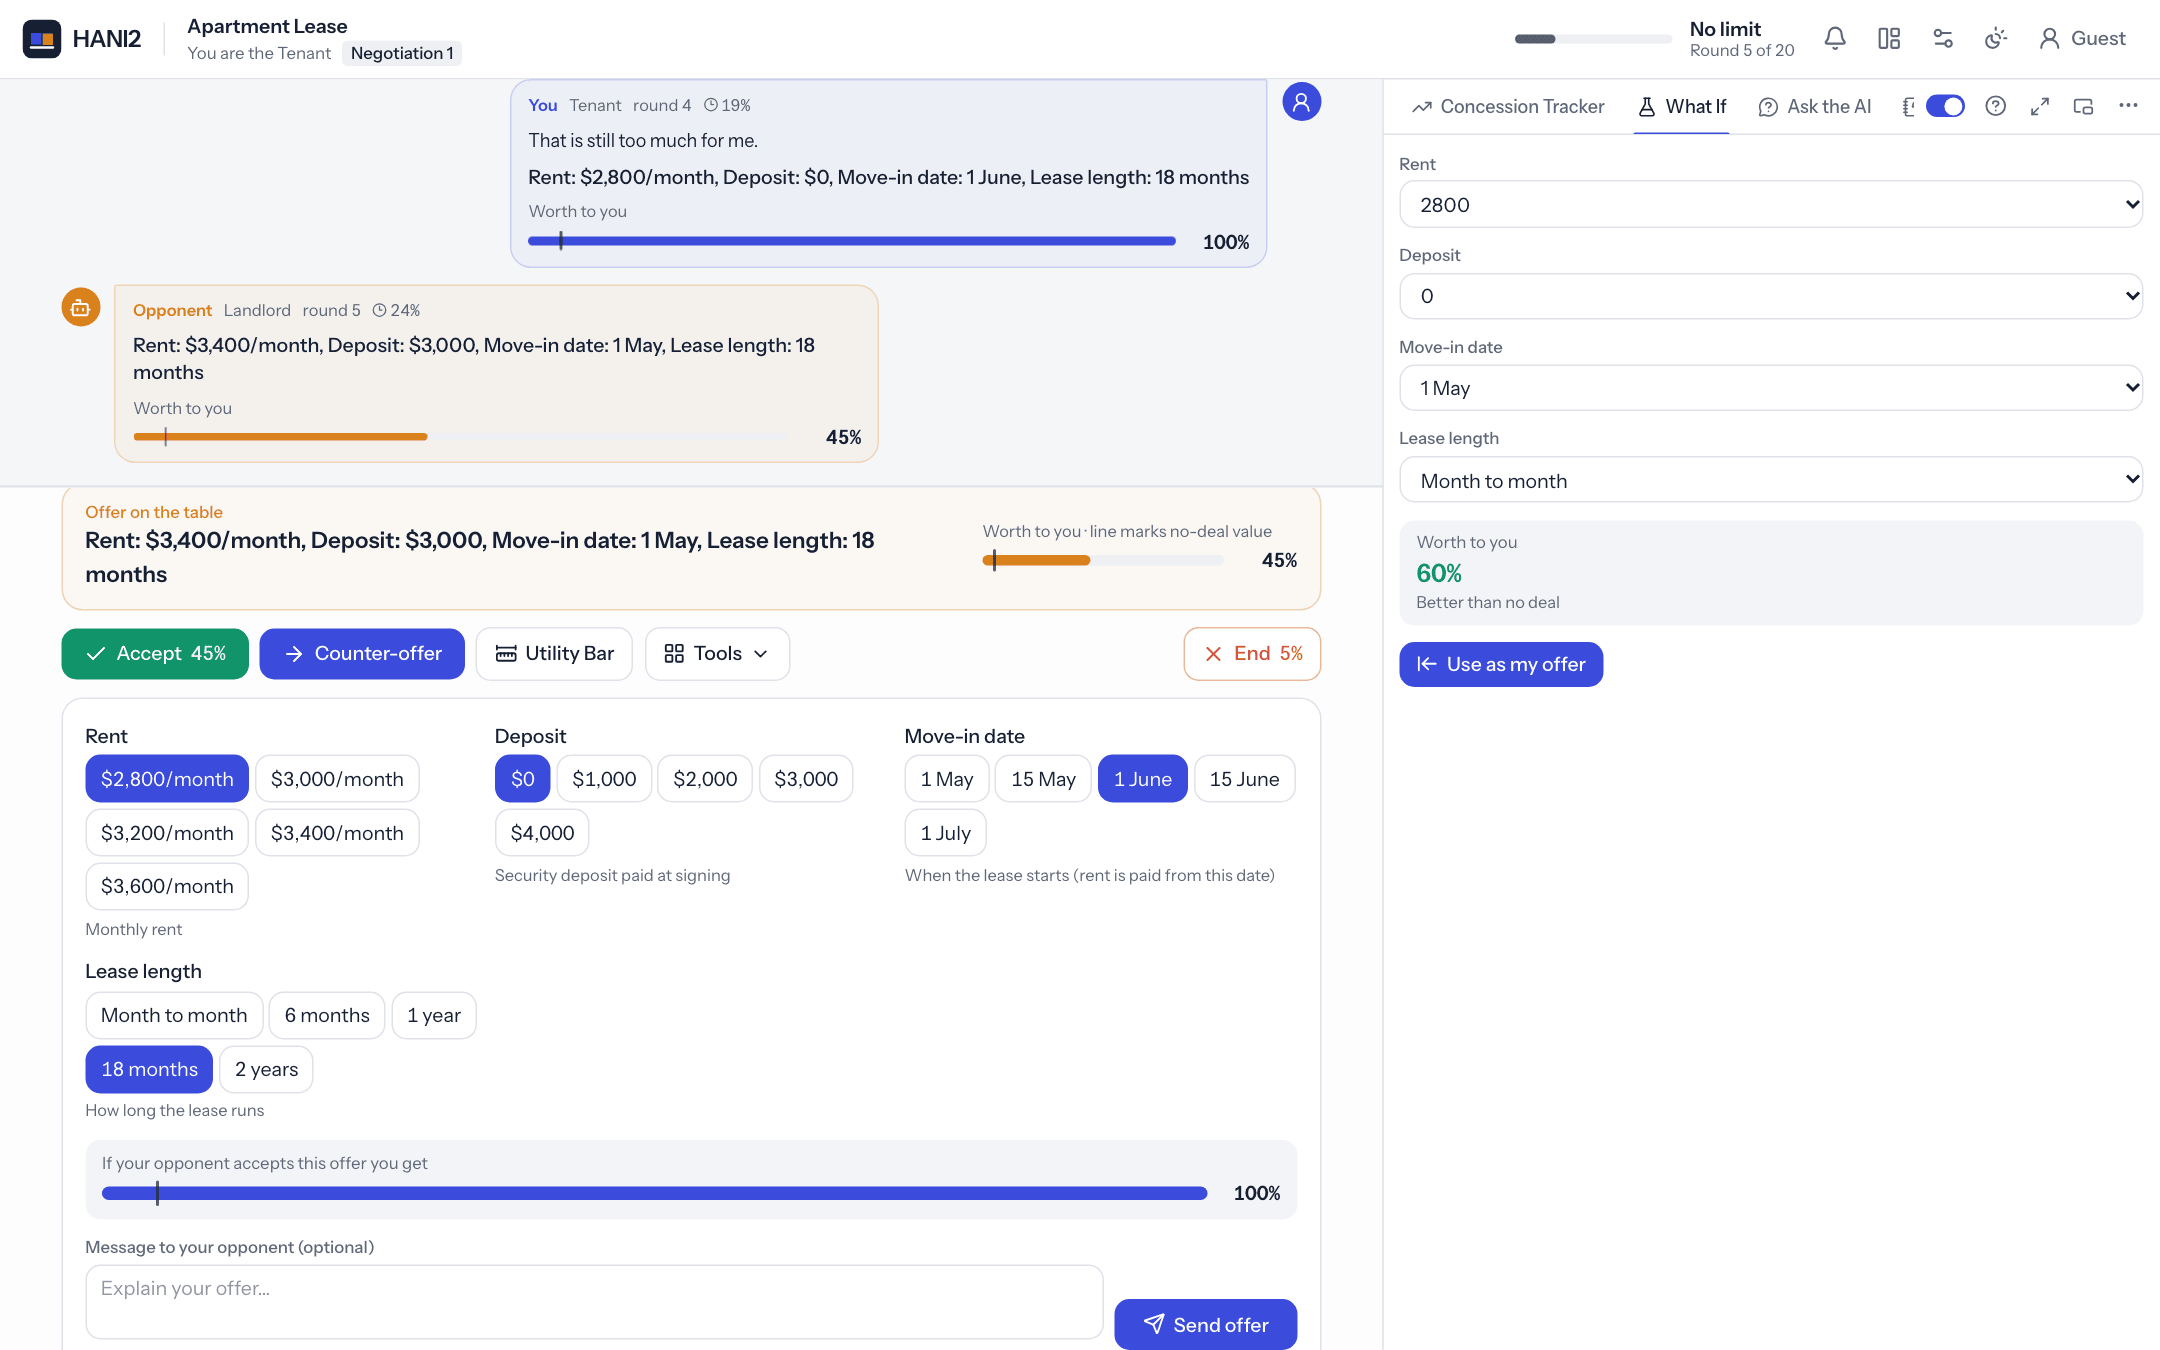 HANI2
Apartment Lease
You are the Tenant Negotiation 1
No limit
Round 5 of 20
Guest
You Tenant round 4 19%
That is still too much for me.
Rent: $2,800/month, Deposit: $0, Move-in date: 1 June, Lease length: 18 months
Worth to you
100%
Opponent Landlord round 5 24%
Rent: $3,400/month, Deposit: $3,000, Move-in date: 1 May, Lease length: 18
months
Worth to you
45%
Offer on the table
Rent: $3,400/month, Deposit: $3,000, Move-in date: 1 May, Lease length: 18
months
Worth to you · line marks no-deal value
45%
Accept 45%
Counter-offer
Utility Bar
Tools
End 5%
Rent
$2,800/month $3,000/month
$3,200/month $3,400/month
$3,600/month
Monthly rent
Deposit
$0 $1,000 $2,000 $3,000
$4,000
Security deposit paid at signing
Move-in date
1 May 15 May 1 June 15 June
1 July
When the lease starts (rent is paid from this date)
Lease length
Month to month 6 months 1 year
18 months 2 years
How long the lease runs
If your opponent accepts this offer you get
100%
Message to your opponent (optional)
Explain your offer...
Send offer
Concession Tracker What If Ask the AI
Rent
2800
Deposit
0
Move-in date
1 May
Lease length
Month to month
Worth to you
60%
Better than no deal
Use as my offer